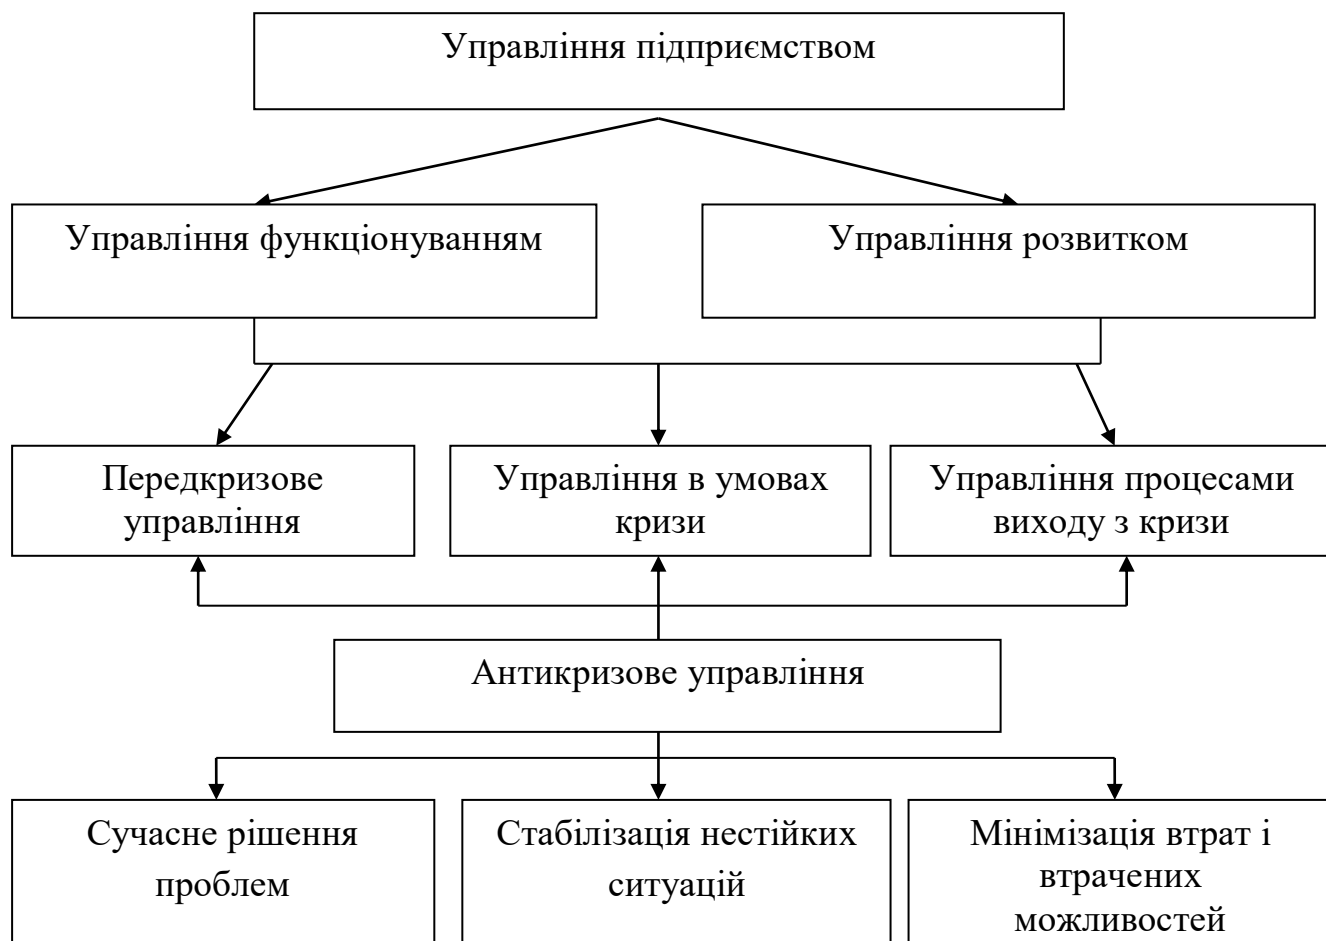 Управління підприємством
Управління функціонуванням
Управління розвитком
Передкризове
управління
Управління в умовах
кризи
Управління процесами
виходу з кризи
Антикризове управління
Сучасне рішення
проблем
Стабілізація нестійких
ситуацій
Мінімізація втрат і
втрачених
можливостей